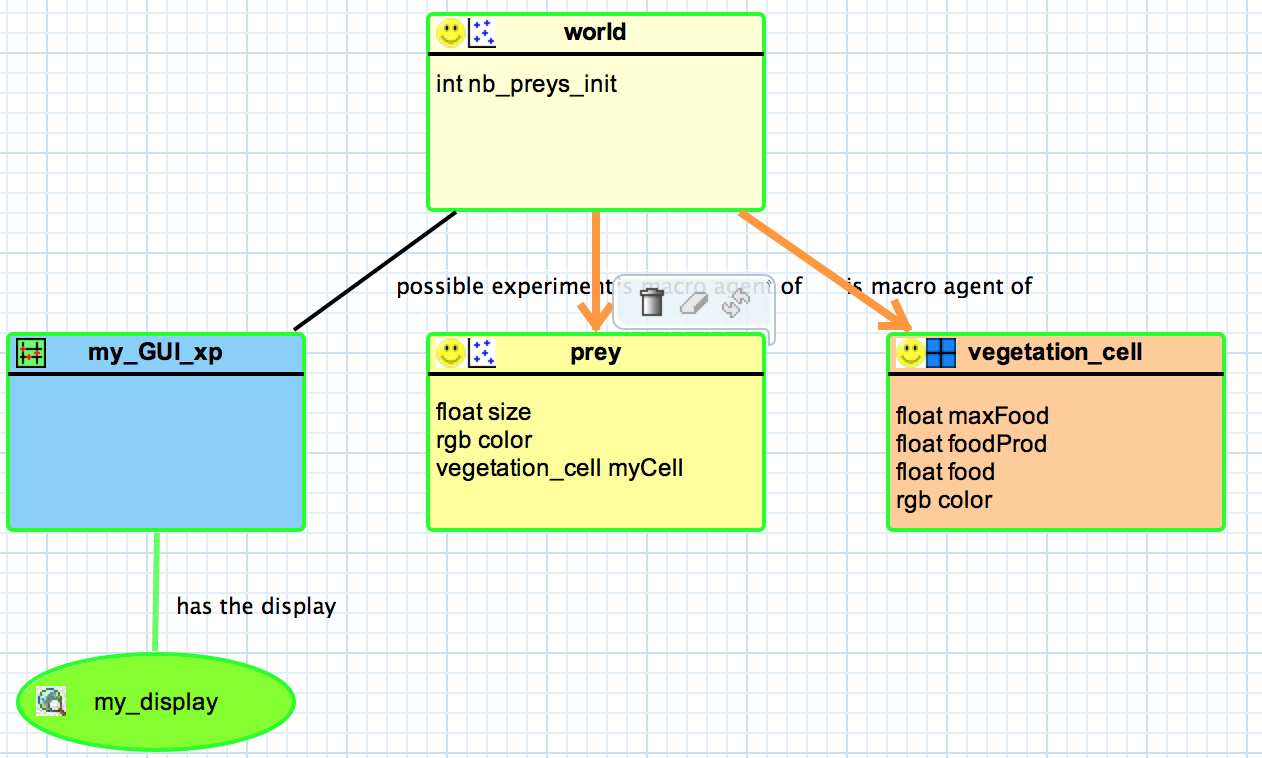 world
int nb_preys_init
possible experiment
is macro agent of
is macro agent of
my_GUI_xp
prey
float size
rgb color
vegetation_cell myCell
vegetation_cell
float maxFood
float foodProd
float food
rgb color
has the display
my_display